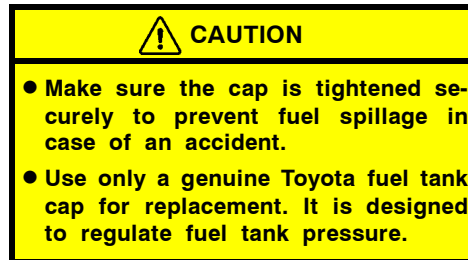 CAUTION
● Make sure the cap is tightened se-
curely to prevent fuel spillage in
case of an accident.
● Use only a genuine Toyota fuel tank
cap for replacement. It is designed
to regulate fuel tank pressure.